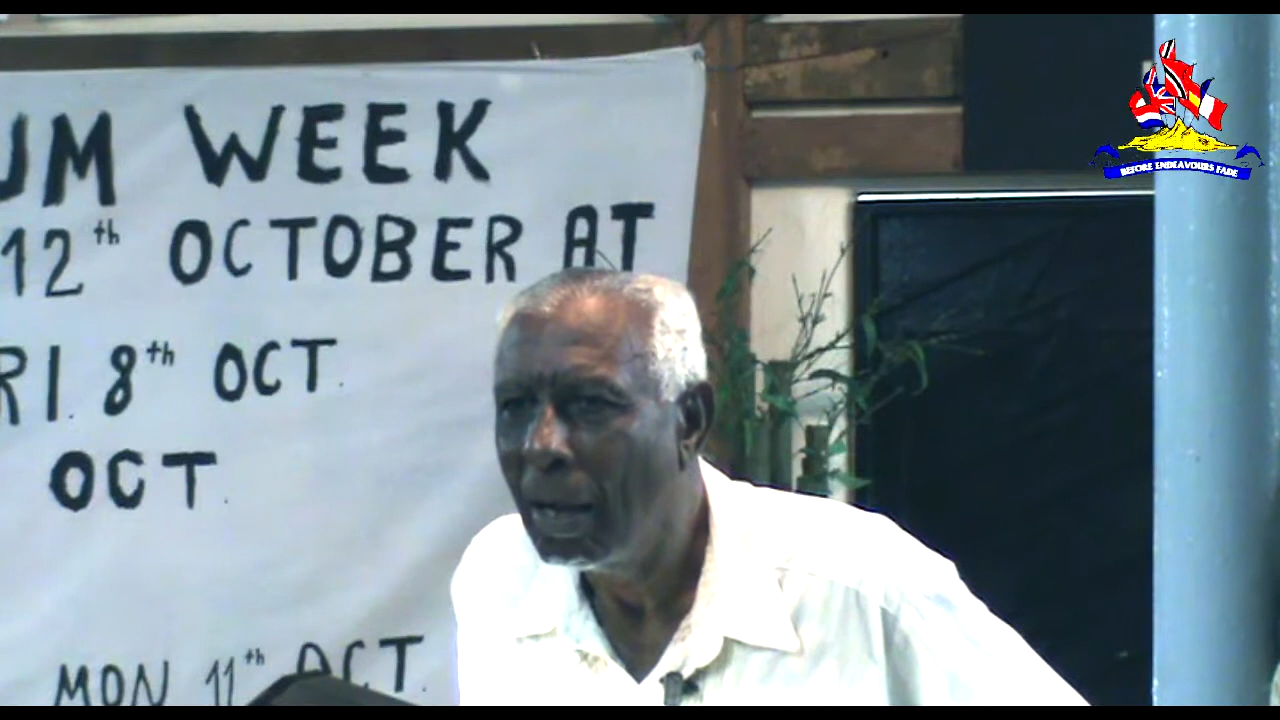 UM WEEK
12th OCTOBER AT
RI. 8th OCT.
OCT.
MON 11th OCT.
BEFORE ENDEAVOURS FADE